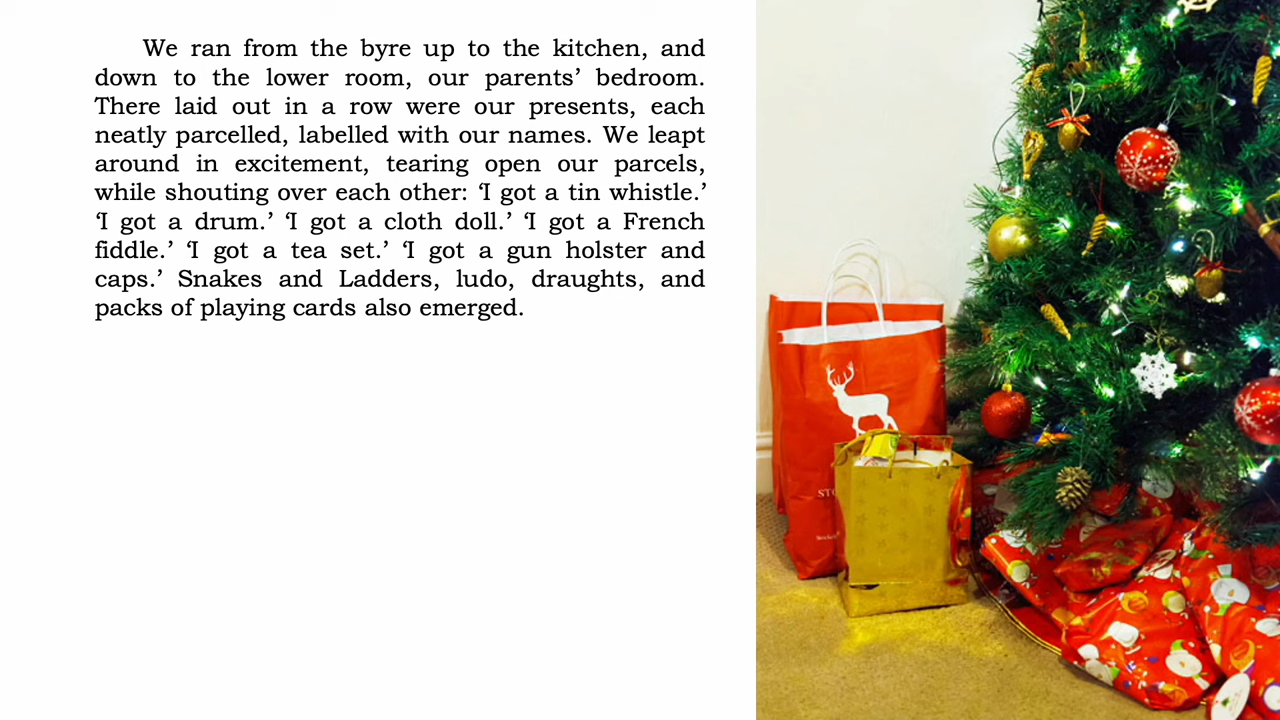 We ran from the byre up to the kitchen, and
down to the lower room, our parents’ bedroom.
There laid out in a row were our presents, each
neatly parcelled, labelled with our names. We leapt
around in excitement, tearing open our parcels,
while shouting over each other: ‘I got a tin whistle.’
‘I got a drum.’ ‘I got a cloth doll.’ ‘I got a French
fiddle.’ ‘I got a tea set.’ ‘I got a gun holster and
caps.’ Snakes and Ladders, ludo, draughts, and
packs of playing cards also emerged.